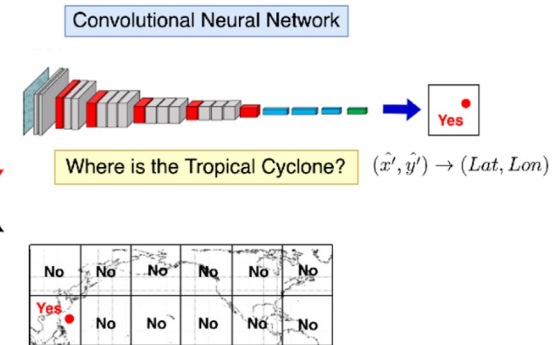 Convolutional Neural Network
Yes
Where is the Tropical Cyclone?
(x̂′, ŷ′) → (Lat, Lon)
No No No No No No
Yes No No No No No